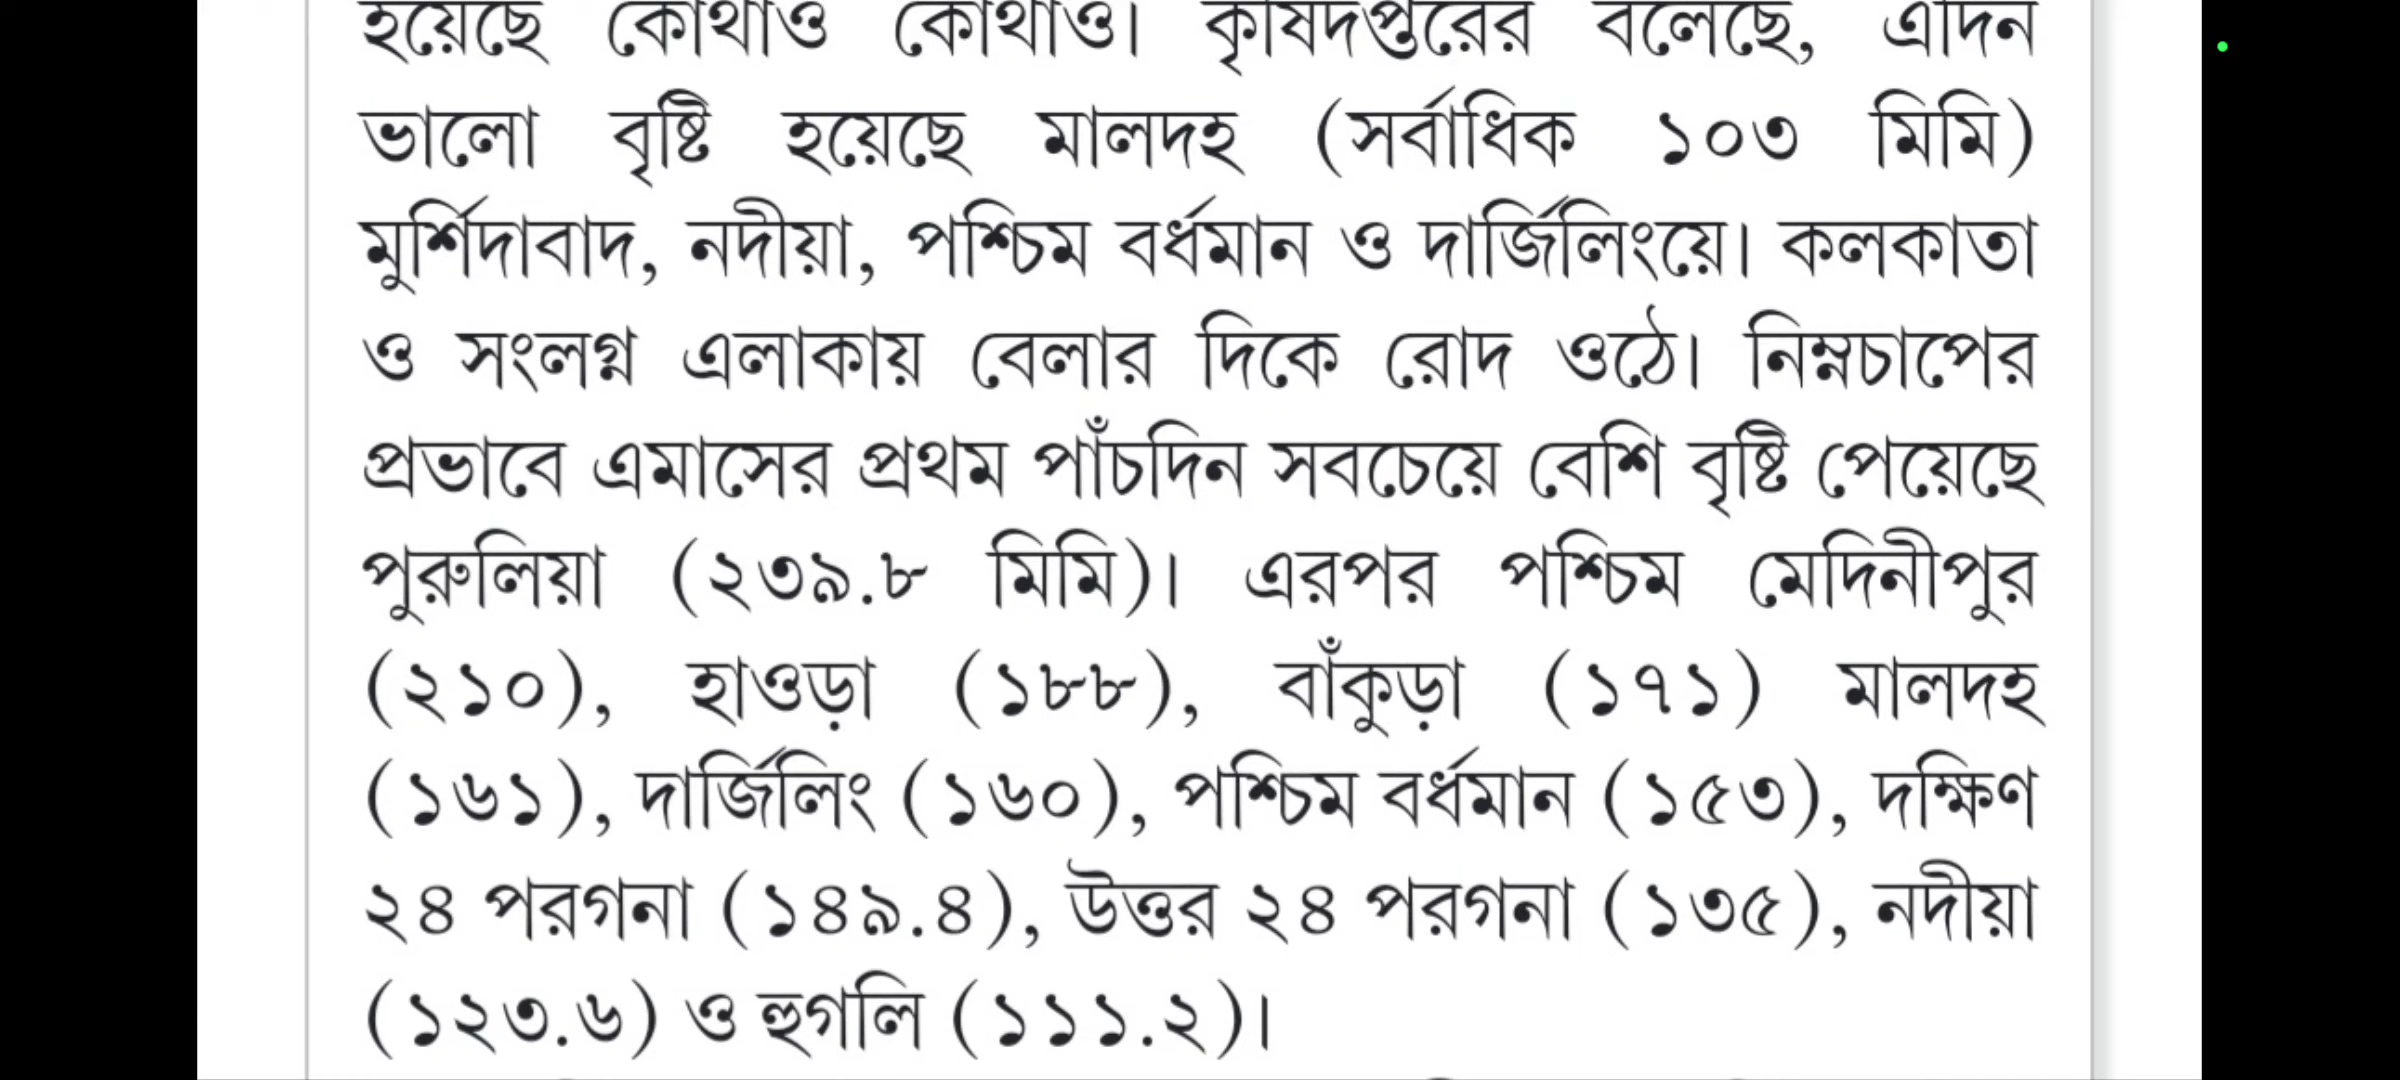 হয়েছে কোথাও কোথাও। কৃষিদপ্তরের বলেছে, এদিন
ভালো বৃষ্টি হয়েছে মালদহ (সর্বাধিক ১০৩ মিমি)
মুর্শিদাবাদ, নদীয়া, পশ্চিম বর্ধমান ও দার্জিলিংয়ে। কলকাতা
ও সংলগ্ন এলাকায় বেলার দিকে রোদ ওঠে। নিম্নচাপের
প্রভাবে এমাসের প্রথম পাঁচদিন সবচেয়ে বেশি বৃষ্টি পেয়েছে
পুরুলিয়া (২৩৯.৮ মিমি)। এরপর পশ্চিম মেদিনীপুর
(২১০), হাওড়া (১৮৮), বাঁকুড়া (১৭১) মালদহ
(১৬১), দার্জিলিং (১৬০), পশ্চিম বর্ধমান (১৫৩), দক্ষিণ
২৪ পরগনা (১৪৯.৪), উত্তর ২৪ পরগনা (১৩৫), নদীয়া
(১২৩.৬) ও হুগলি (১১১.২)।